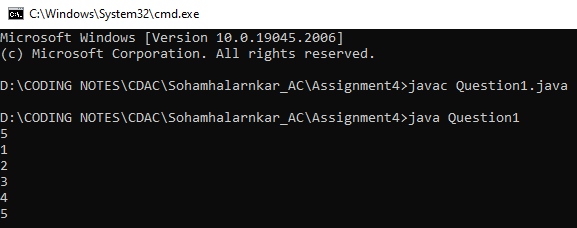 C:\Windows\System32\cmd.exe
Microsoft Windows [Version 10.0.19045.2006]
(c) Microsoft Corporation. All rights reserved.
D:\CODING NOTES\CDAC\Sohamhalarnkar_AC\Assignment4>javac Question1.java
D:\CODING NOTES\CDAC\Sohamhalarnkar_AC\Assignment4>java Question1
5
1
2
3
4
5